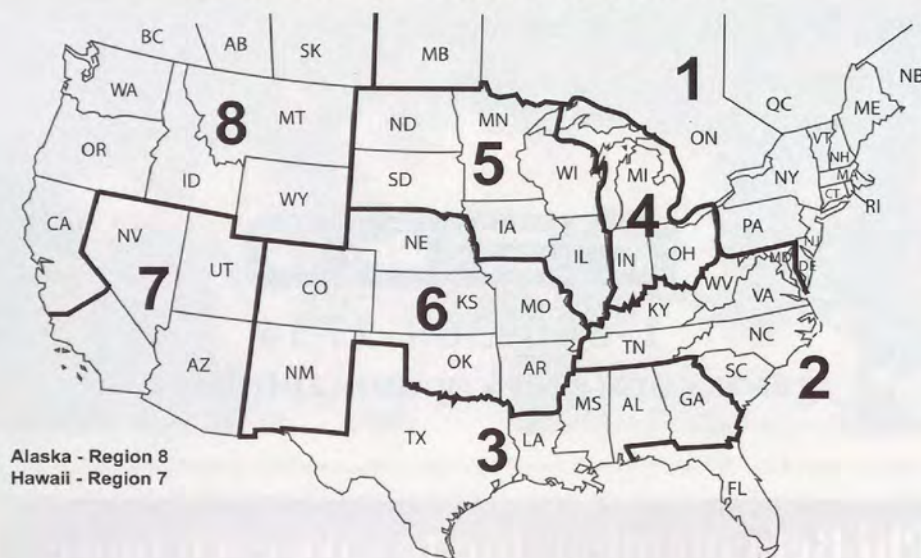 BC
AB
SK
MB
1
QC
NB
ON
WA
8
MT
ND
MN
ME
VT
NH
OR
ID
WY
SD
5
WI
MI
4
NY
M
CT
RI
CA
NV
UT
NE
IA
IL
IN
OH
PA
NJ
MD
DE
7
CO
6
KS
MO
WV
VA
KY
AZ
NM
OK
AR
TN
NC
SC
2
TX
3
LA
MS
AL
GA
FL
Alaska - Region 8
Hawaii - Region 7